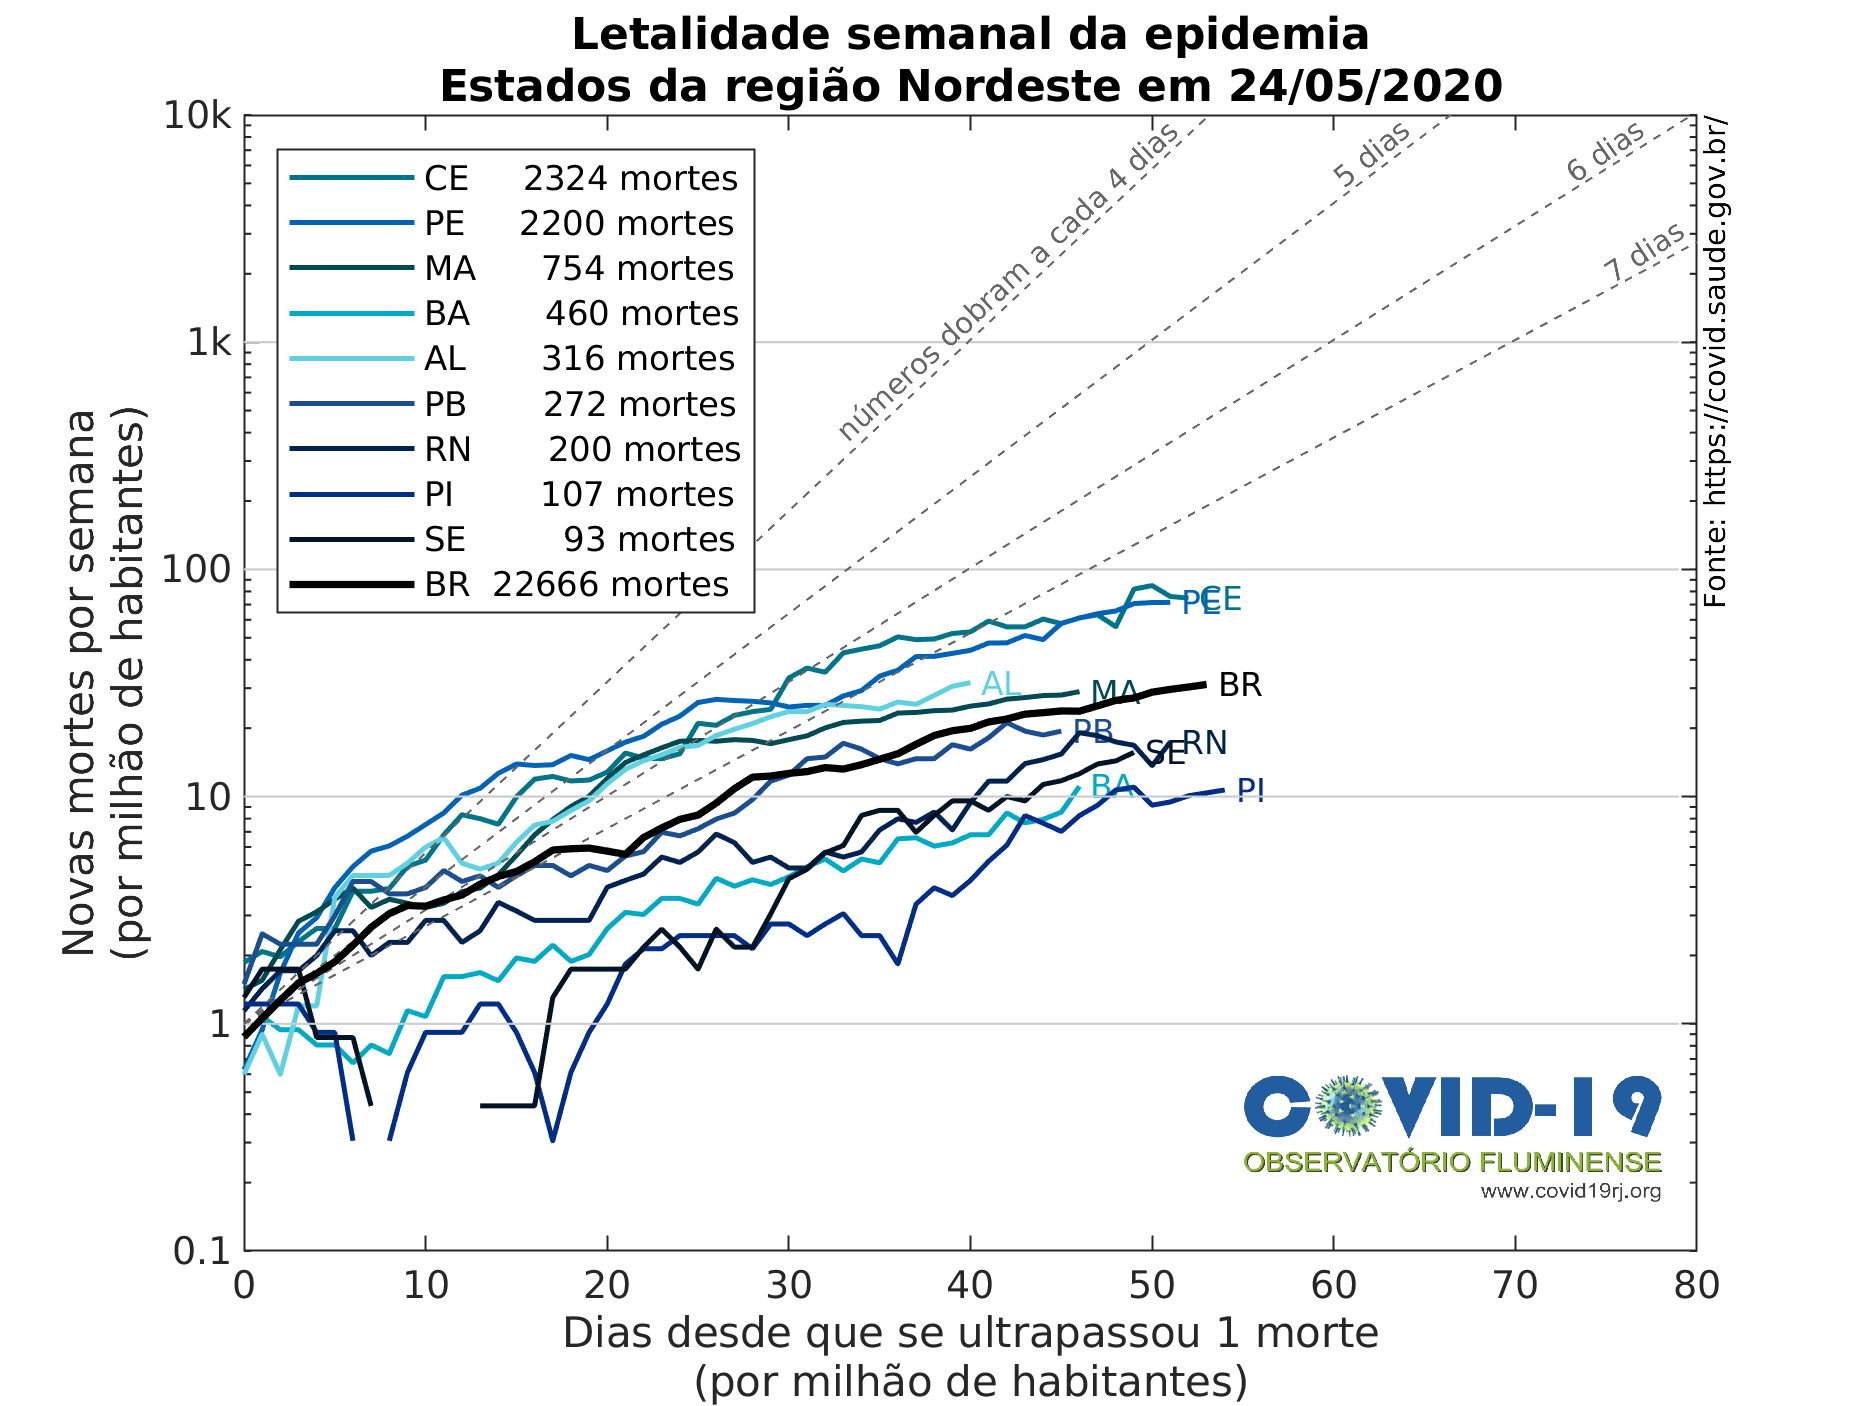 Letalidade semanal da epidemia
Estados da região Nordeste em 24/05/2020
10k
1k
100
10
1
0.1
Novas mortes por semana
(por milhão de habitantes)
CE 2324 mortes
PE 2200 mortes
MA 754 mortes
BA 460 mortes
AL 316 mortes
PB 272 mortes
RN 200 mortes
PI 107 mortes
SE 93 mortes
BR 22666 mortes
números dobram a cada 4 dias
5 dias
6 dias
7 dias
Fonte: https://covid.saude.gov.br/
PE
CE
AL
MA
BR
PB
SE
RN
BA
PI
COVID-19
OBSERVATÓRIO FLUMINENSE
www.covid19rj.org
0 10 20 30 40 50 60 70 80
Dias desde que se ultrapassou 1 morte
(por milhão de habitantes)